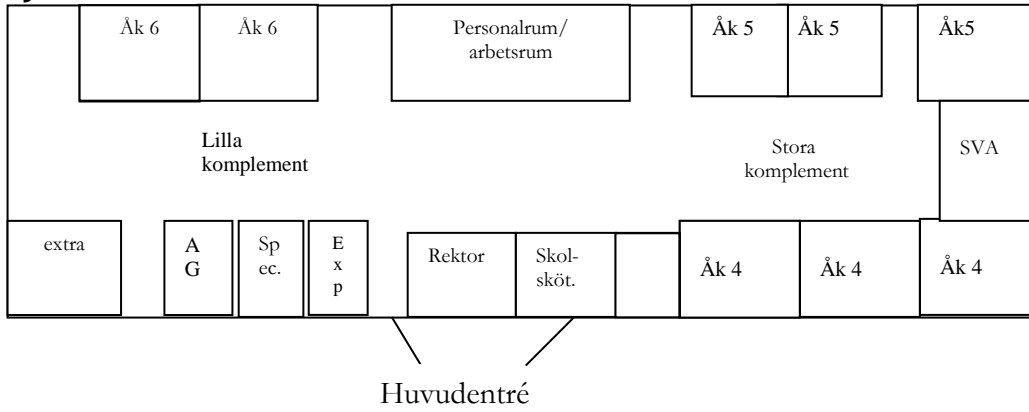 Åk 6
Åk 6
Personalrum/
arbetsrum
Åk 5
Åk 5
Åk5
Lilla
komplement
Stora
komplement
SVA
extra
A
G
Sp
ec.
E
x
p
Rektor
Skol-
sköt.
Åk 4
Åk 4
Åk 4
Huvudentré